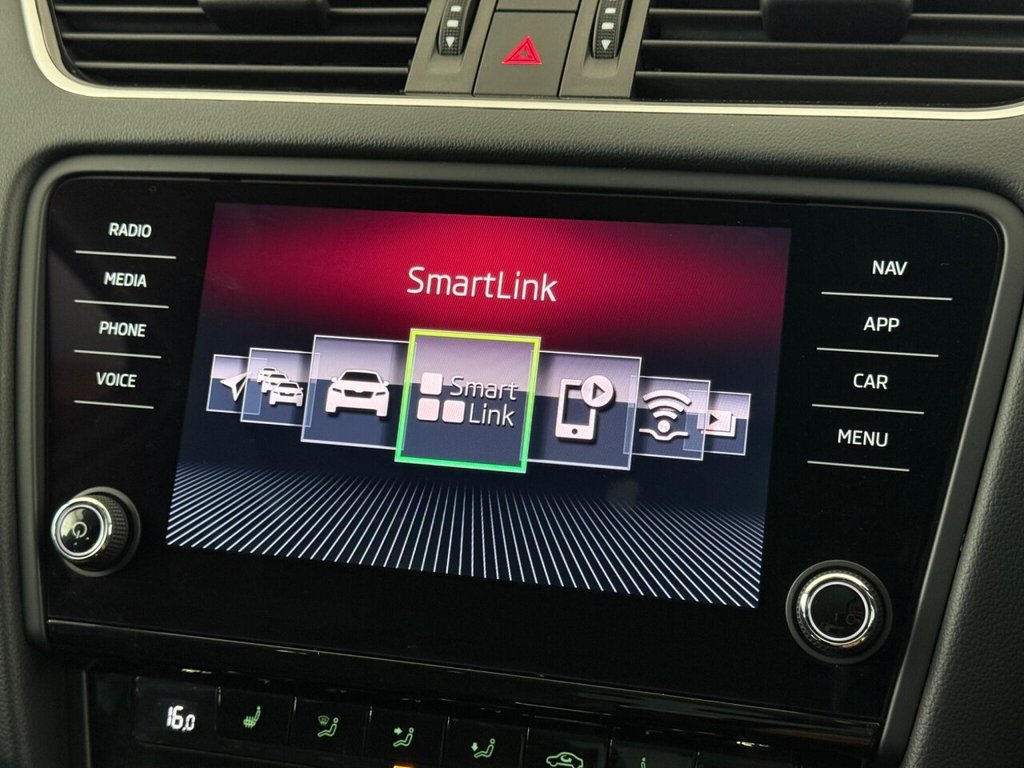 RADIO
MEDIA
PHONE
VOICE
SmartLink
Smart
Link
NAV
APP
CAR
MENU
16.0